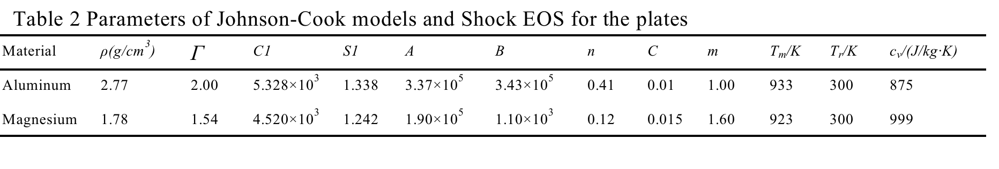 Table 2 Parameters of Johnson-Cook models and Shock EOS for the plates
Material ρ(g/cm³) Γ C1 S1 A B n C m Tₘ/K Tᵣ/K cᵥ/(J/kg·K)
Aluminum 2.77 2.00 5.328×10³ 1.338 3.37×10⁵ 3.43×10⁵ 0.41 0.01 1.00 933 300 875
Magnesium 1.78 1.54 4.520×10³ 1.242 1.90×10⁵ 1.10×10³ 0.12 0.015 1.60 923 300 999